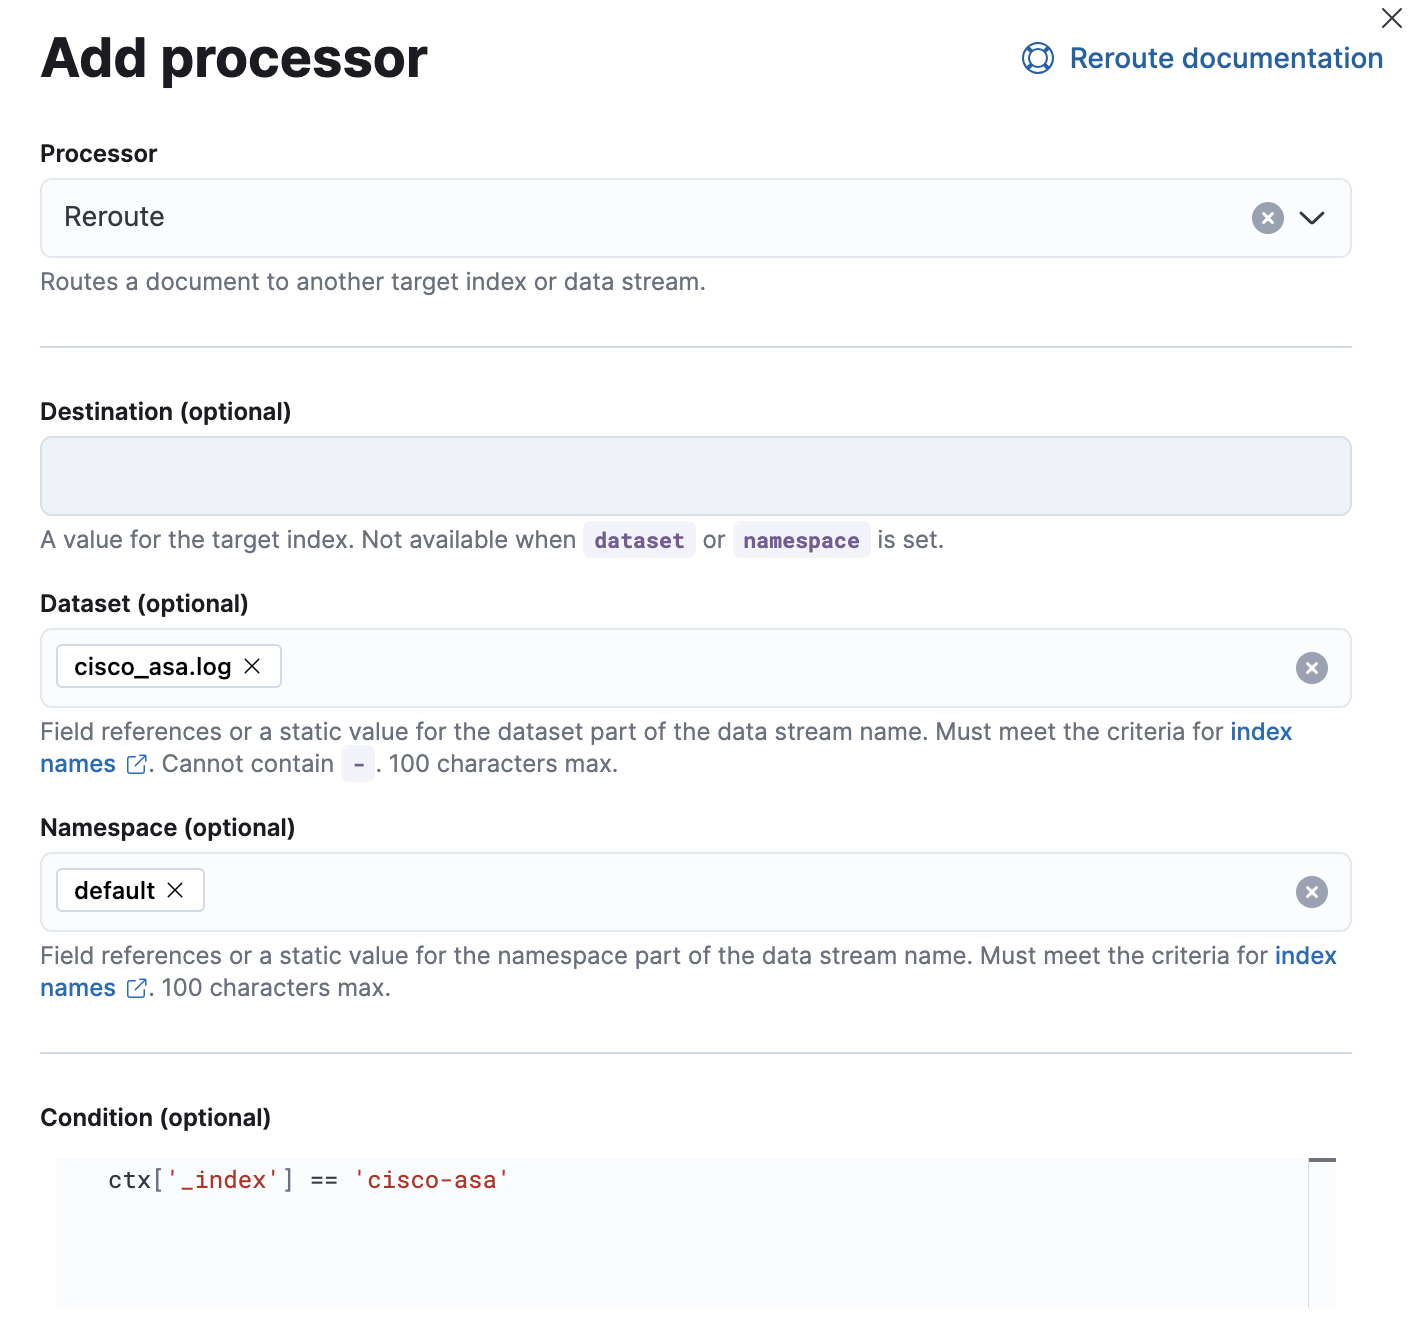 Add processor
Reroute documentation
Processor
Reroute
Routes a document to another target index or data stream.
Destination (optional)
A value for the target index. Not available when dataset or namespace is set.
Dataset (optional)
cisco_asa.log
Field references or a static value for the dataset part of the data stream name. Must meet the criteria for index
names . Cannot contain - . 100 characters max.
Namespace (optional)
default
Field references or a static value for the namespace part of the data stream name. Must meet the criteria for index
names . 100 characters max.
Condition (optional)
ctx['_index'] == 'cisco-asa'